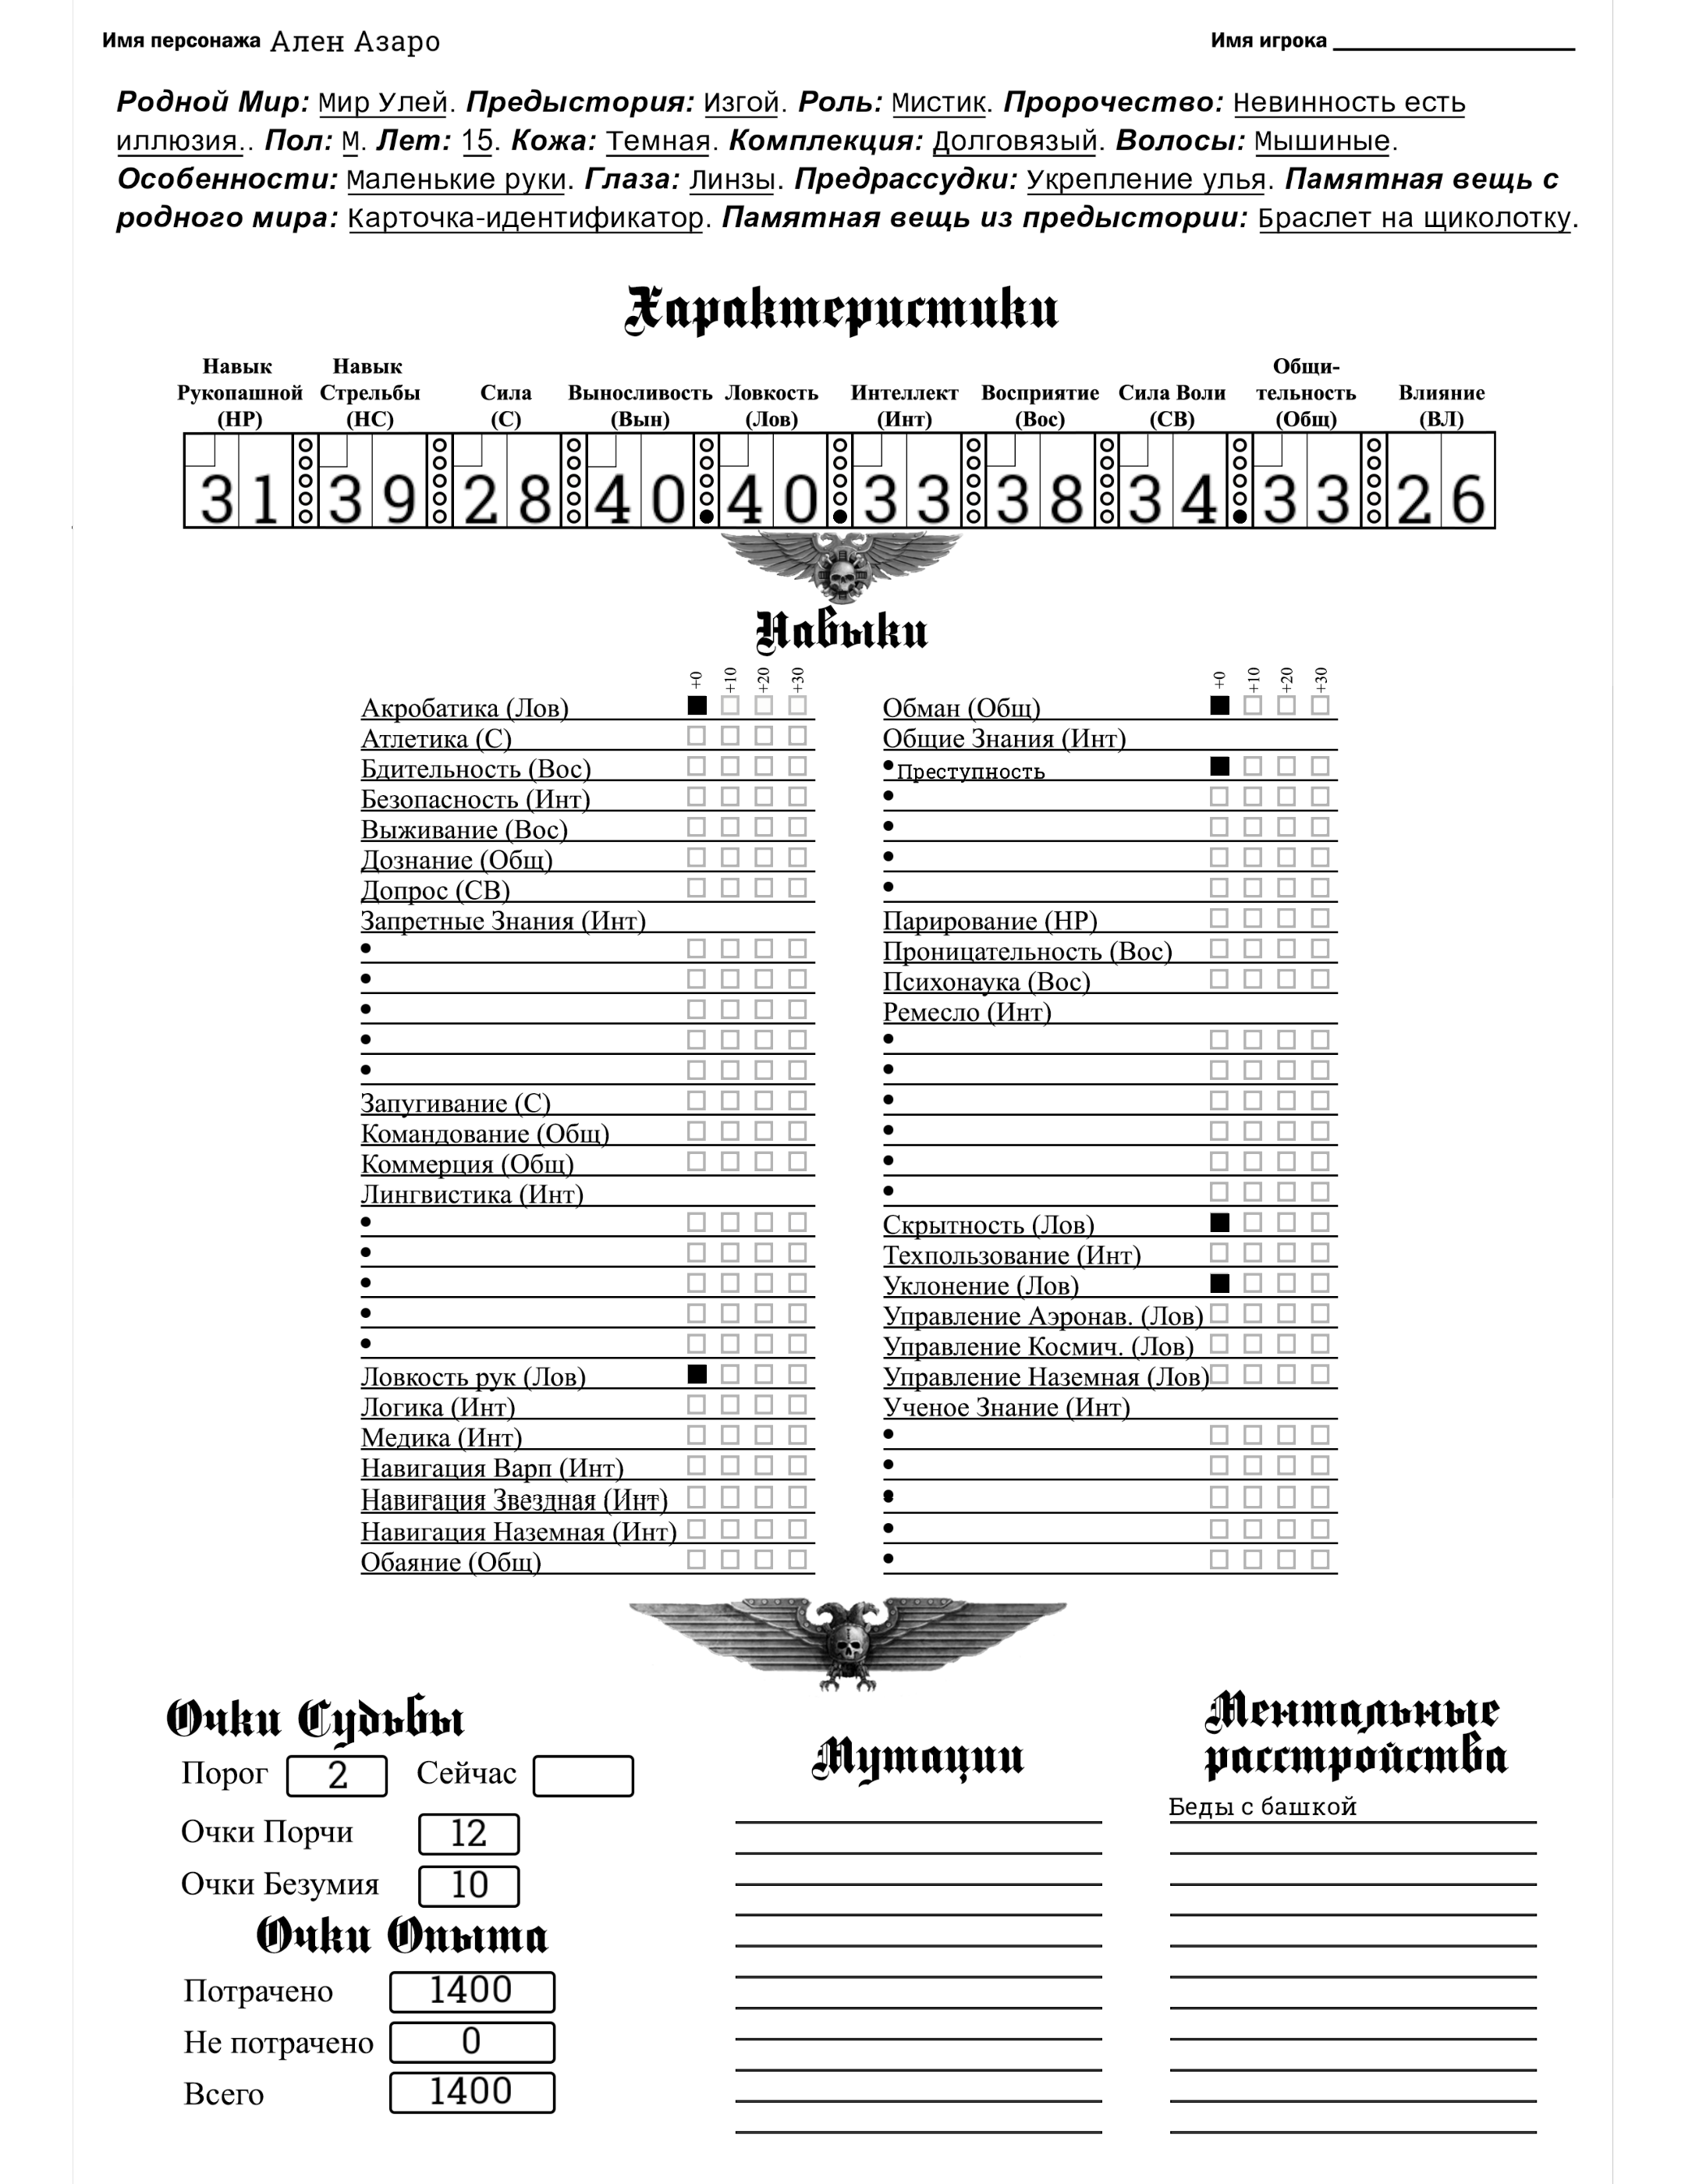 Имя персонажа Ален Азаро Имя игрока
Родной Мир: Мир Улей. Предыстория: Изгой. Роль: Мистик. Пророчество: Невинность есть
иллюзия.. Пол: М. Лет: 15. Кожа: Темная. Комплекция: Долговязый. Волосы: Мышиные.
Особенности: Маленькие руки. Глаза: Линзы. Предрассудки: Укрепление улья. Памятная вещь с
родного мира: Карточка-идентификатор. Памятная вещь из предыстории: Браслет на щиколотку.
Характеристики
Навык Рукопашной (НР)
Навык Стрельбы (НС)
Сила (С)
Выносливость (Вын)
Ловкость (Лов)
Интеллект (Инт)
Восприятие (Вос)
Сила Воли (СВ)
Общи-
тельность (Общ)
Влияние (ВЛ)
31 39 28 40 40 33 38 34 33 26
Навыки
+0 +10 +20 +30
Акробатика (Лов)
Атлетика (С)
Бдительность (Вос)
Безопасность (Инт)
Выживание (Вос)
Дознание (Общ)
Допрос (СВ)
Запретные Знания (Инт)
•
•
•
•
•
Запугивание (С)
Командование (Общ)
Коммерция (Общ)
Лингвистика (Инт)
•
•
•
•
•
Ловкость рук (Лов)
Логика (Инт)
Медика (Инт)
Навигация Варп (Инт)
Навигация Звездная (Инт)
Навигация Наземная (Инт)
Обаяние (Общ)
+0 +10 +20 +30
Обман (Общ)
Общие Знания (Инт)
• Преступность
•
•
•
•
Парирование (НР)
Проницательность (Вос)
Психонаука (Вос)
Ремесло (Инт)
•
•
•
•
•
•
Скрытность (Лов)
Техпользование (Инт)
Уклонение (Лов)
Управление Аэронав. (Лов)
Управление Космич. (Лов)
Управление Наземная (Лов)
Ученое Знание (Инт)
•
•
•
•
•
Очки Судьбы
Порог 2 Сейчас
Очки Порчи 12
Очки Безумия 10
Очки Опыта
Потрачено 1400
Не потрачено 0
Всего 1400
Мутации
Ментальные
расстройства
Беды с башкой